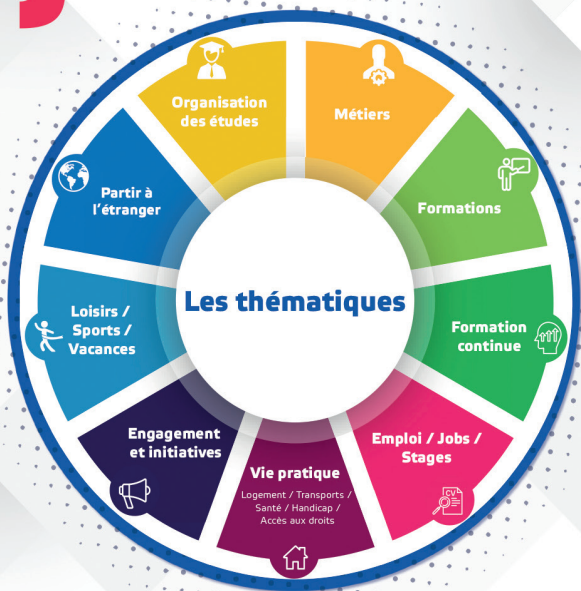 Organisation
des études
Métiers
Formations
Formation
continue
Emploi / Jobs /
Stages
Vie pratique
Logement / Transports /
Santé / Handicap /
Accès aux droits
Engagement
et initiatives
Loisirs /
Sports /
Vacances
Partir à
l'étranger
Les thématiques
CV